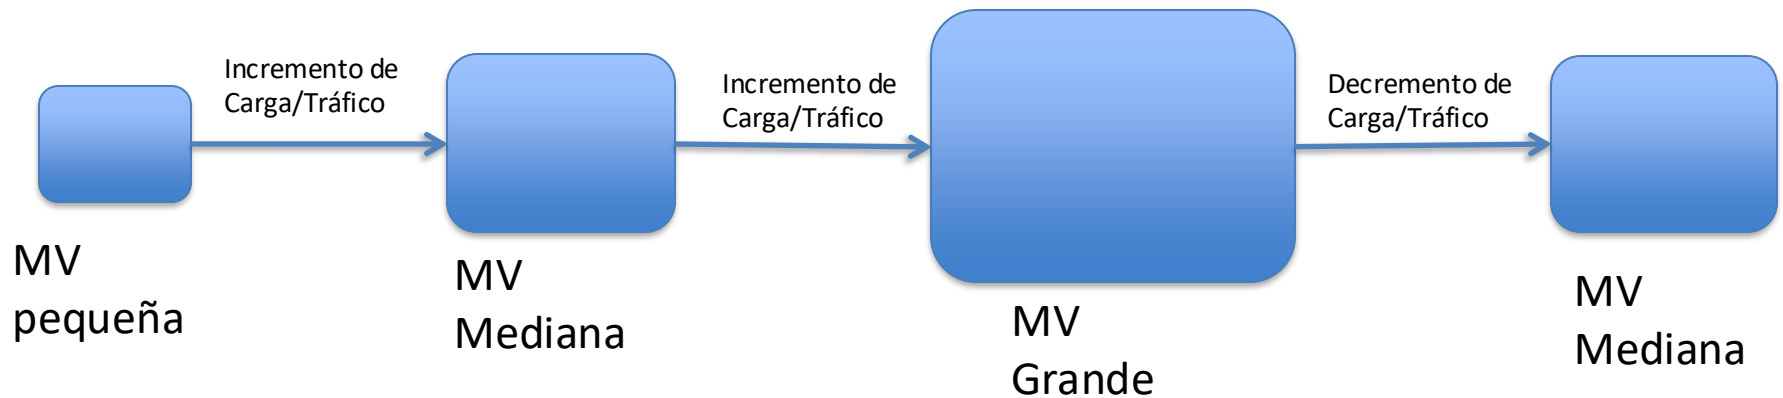 Incremento de
Carga/Tráfico
Incremento de
Carga/Tráfico
Decremento de
Carga/Tráfico
MV
pequeña
MV
Mediana
MV
Grande
MV
Mediana